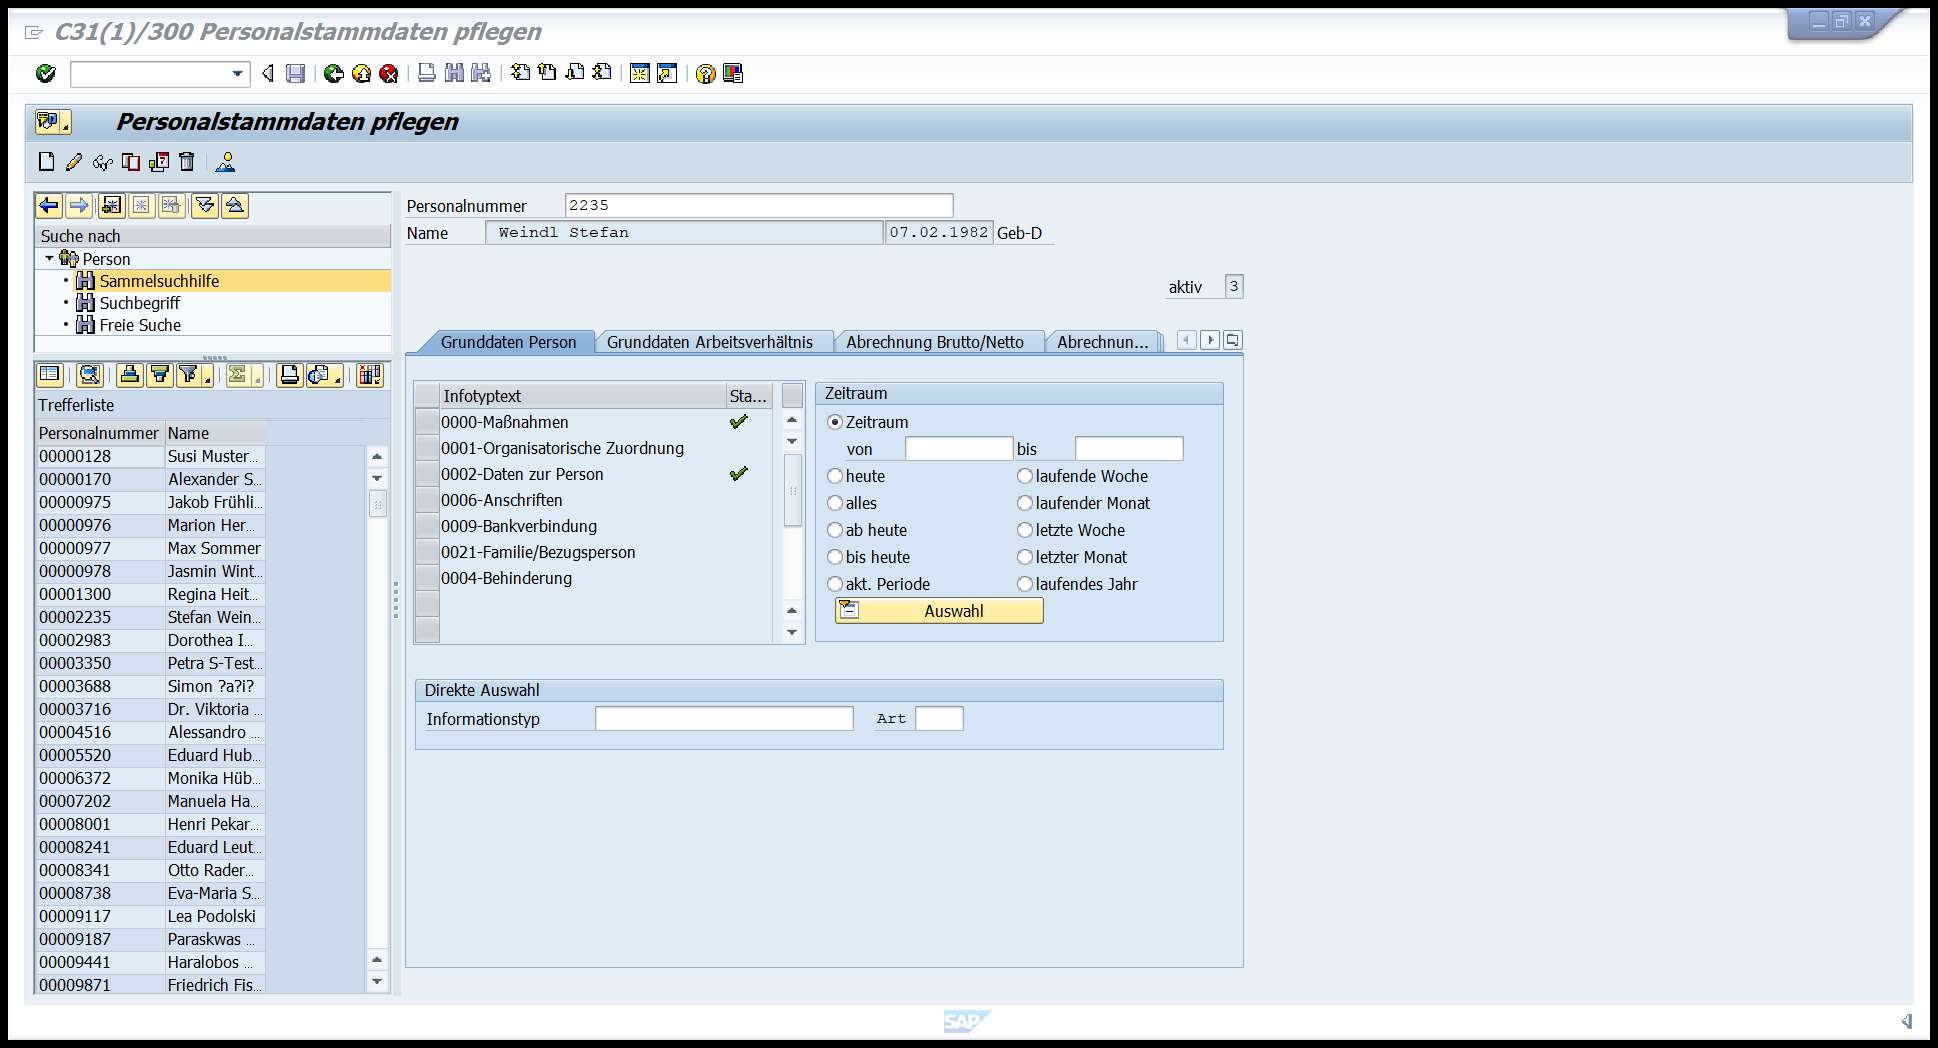 C31(1)/300 Personalstammdaten pflegen
Personalstammdaten pflegen
Suche nach
Person
Sammelsuchhilfe
Suchbegriff
Freie Suche
Trefferliste
Personalnummer Name
00000128 Susi Muster...
00000170 Alexander S...
00000975 Jakob Frühli...
00000976 Marion Her...
00000977 Max Sommer
00000978 Jasmin Wint...
00001300 Regina Heit...
00002235 Stefan Wein...
00002983 Dorothea I...
00003350 Petra S-Test...
00003688 Simon ?a?i?
00003716 Dr. Viktoria ...
00004516 Alessandro ...
00005520 Eduard Hub...
00006372 Monika Hüb...
00007202 Manuela Ha...
00008001 Henri Pekar...
00008241 Eduard Leut...
00008341 Otto Rader...
00008738 Eva-Maria S...
00009117 Lea Podolski
00009187 Paraskwas ...
00009441 Haralobos ...
00009871 Friedrich Fis...
Personalnummer 2235
Name Weindl Stefan 07.02.1982 Geb-D
aktiv 3
Grunddaten Person Grunddaten Arbeitsverhältnis Abrechnung Brutto/Netto Abrechnun...
Infotyptext Sta...
0000-Maßnahmen
0001-Organisatorische Zuordnung
0002-Daten zur Person
0006-Anschriften
0009-Bankverbindung
0021-Familie/Bezugsperson
0004-Behinderung
Zeitraum
Zeitraum
von bis
heute laufende Woche
alles laufender Monat
ab heute letzte Woche
bis heute letzter Monat
akt. Periode laufendes Jahr
Auswahl
Direkte Auswahl
Informationstyp Art
SAP